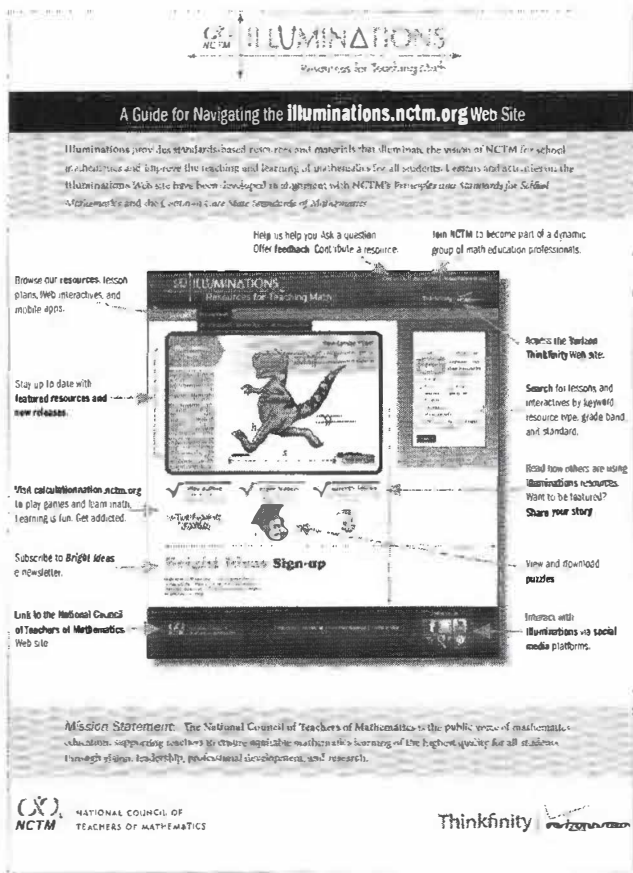 NCTM ILLUMINATIONS
Resources for Teaching Math
A Guide for Navigating the illuminations.nctm.org Web Site
Illuminations provides standards-based resources and materials that illuminate the vision of NCTM for school
mathematics and improve the teaching and learning of mathematics for all students. Lessons and activities on the
Illuminations Web site have been developed in alignment with NCTM's Principles and Standards for School
Mathematics and the Common Core State Standards of Mathematics
Help us help you Ask a question
Offer feedback Contribute a resource.
Join NCTM to become part of a dynamic
group of math education professionals.
Browse our resources, lesson
plans, Web interactives, and
mobile apps.
ILLUMINATIONS
Resources for Teaching Math
Access the Verizon
Thinkfinity Web site.
Stay up to date with
featured resources and
new releases.
h
s
Search for lessons and
interactives by keyword
resource type, grade band
and standard.
Visit calculationnation.nctm.org
to play games and learn math.
Learning is fun. Get addicted.
Read how others are using
Illuminations resources.
Want to be featured?
Share your story
Subscribe to Bright Ideas
e newsletter.
Bright Ideas Sign-up
View and download
puzzles
Link to the National Council
of Teachers of Mathematics
Web site
Interact with
Illuminations via social
media platforms.
Mission Statement: The National Council of Teachers of Mathematics is the public voice of mathematics
education, supporting teachers to ensure equitable mathematics learning of the highest quality for all students
through vision, leadership, professional development, and research.
NCTM
NATIONAL COUNCIL OF
TEACHERS OF MATHEMATICS
Thinkfinity verizon